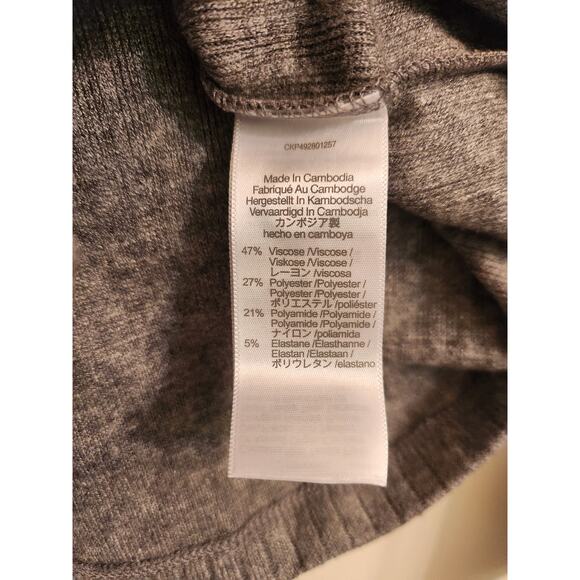 CKP492801257
Made In Cambodia
Fabriqué Au Cambodge
Hergestellt In Kambodscha
Vervaardigd In Cambodja
カンボジア製
hecho en camboya
47% Viscose /Viscose /
Viskose /Viscose /
レーヨン /viscosa
27% Polyester /Polyester /
Polyester /Polyester /
ポリエステル /poliéster
21% Polyamide /Polyamide /
Polyamide /Polyamide /
ナイロン /poliamida
5% Elastane /Élasthanne /
Elastan /Elastaan /
ポリウレタン /elastano